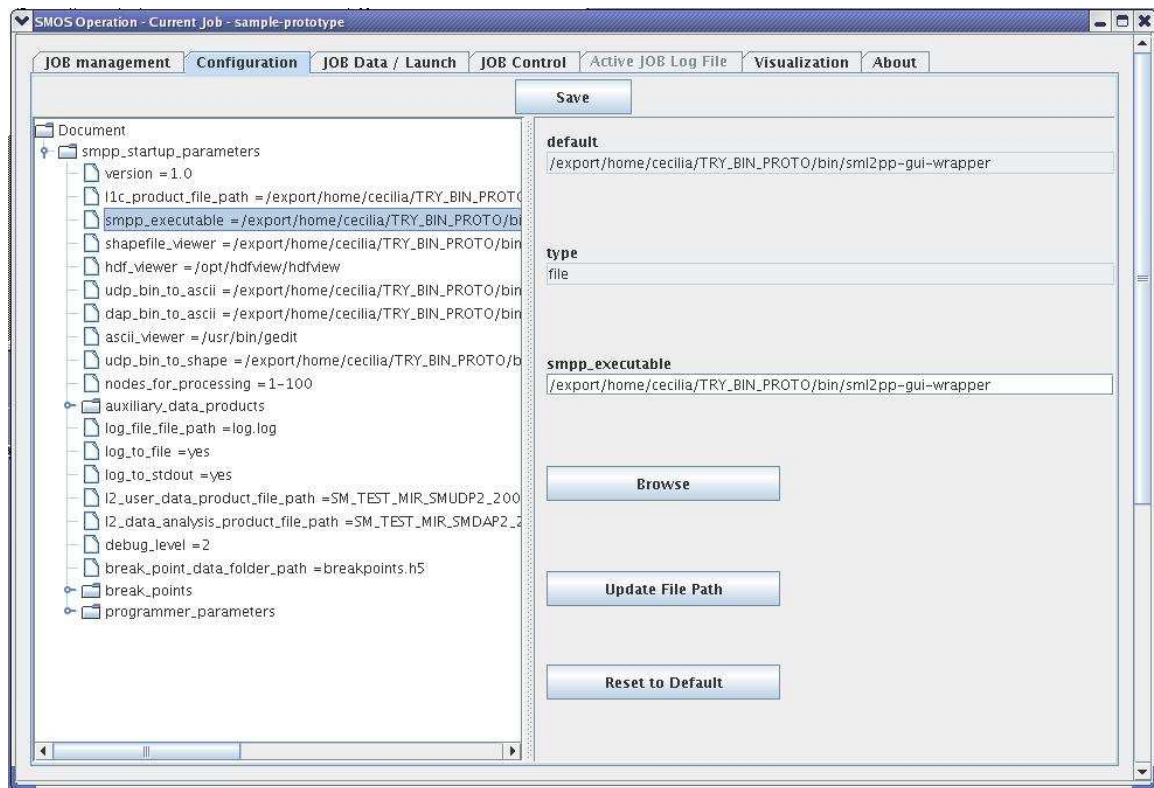 SMOS Operation - Current Job - sample-prototype
JOB management Configuration JOB Data / Launch JOB Control Active JOB Log File Visualization About
Save
Document
smpp_startup_parameters
version =1.0
l1c_product_file_path =/export/home/cecilia/TRY_BIN_PROTO
smpp_executable =/export/home/cecilia/TRY_BIN_PROTO/bi
shapefile_viewer =/export/home/cecilia/TRY_BIN_PROTO/bin
hdf_viewer =/opt/hdfview/hdfview
udp_bin_to_ascii =/export/home/cecilia/TRY_BIN_PROTO/bin
dap_bin_to_ascii =/export/home/cecilia/TRY_BIN_PROTO/bin
ascii_viewer =/usr/bin/gedit
udp_bin_to_shape =/export/home/cecilia/TRY_BIN_PROTO/b
nodes_for_processing =1-100
auxiliary_data_products
log_file_file_path =log.log
log_to_file =yes
log_to_stdout =yes
l2_user_data_product_file_path =SM_TEST_MIR_SMUDP2_200
l2_data_analysis_product_file_path =SM_TEST_MIR_SMDAP2_2
debug_level =2
break_point_data_folder_path =breakpoints.h5
break_points
programmer_parameters
default
/export/home/cecilia/TRY_BIN_PROTO/bin/sml2pp-gui-wrapper
type
file
smpp_executable
/export/home/cecilia/TRY_BIN_PROTO/bin/sml2pp-gui-wrapper
Browse
Update File Path
Reset to Default